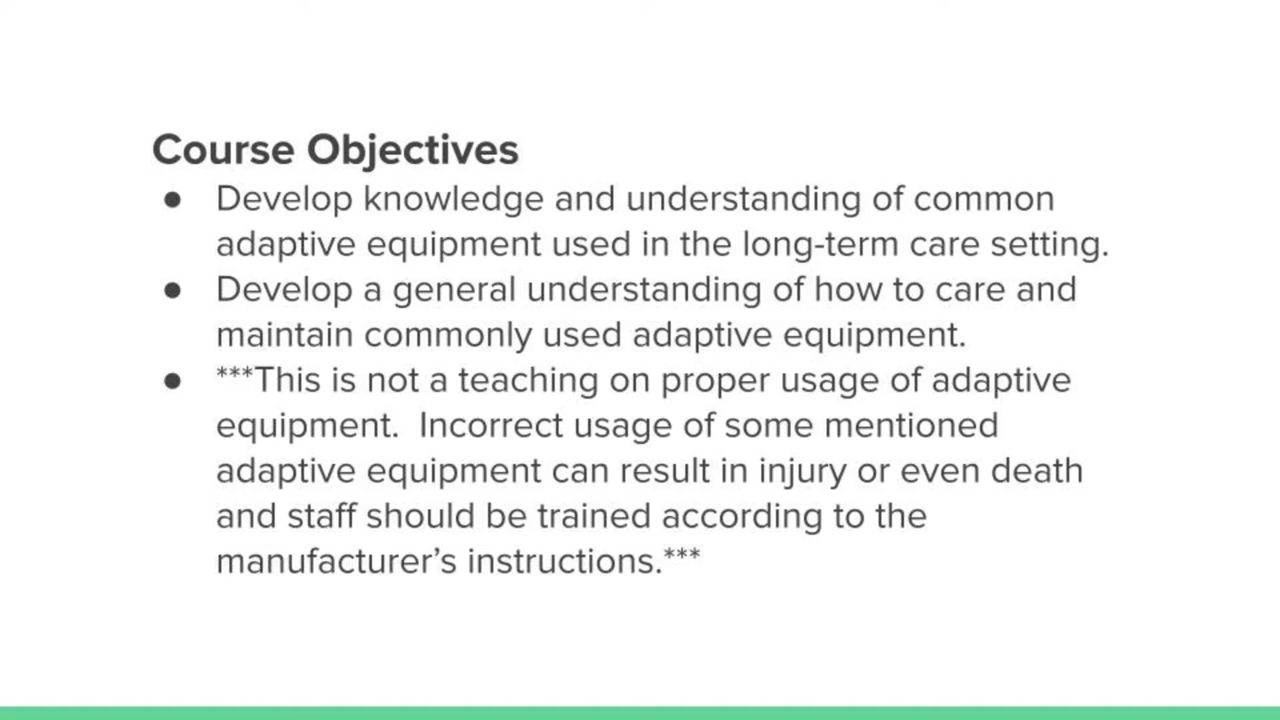 Course Objectives
● Develop knowledge and understanding of common
adaptive equipment used in the long-term care setting.
● Develop a general understanding of how to care and
maintain commonly used adaptive equipment.
● ***This is not a teaching on proper usage of adaptive
equipment.  Incorrect usage of some mentioned
adaptive equipment can result in injury or even death
and staff should be trained according to the
manufacturer’s instructions.***